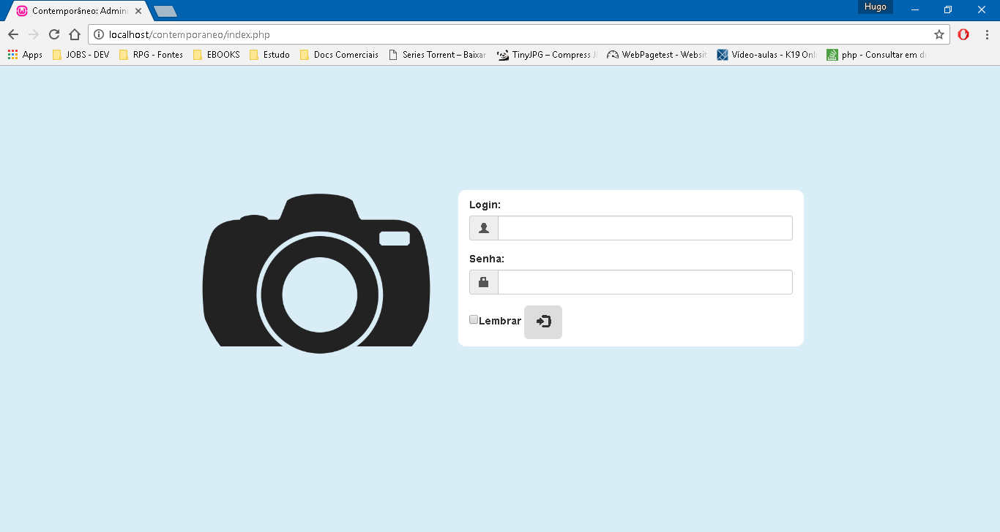 Contemporâneo: Admini
Hugo
localhost/contemporaneo/index.php
Apps JOBS - DEV RPG - Fontes EBOOKS Estudo Docs Comerciais Series Torrent – Baixar TinyJPG – Compress J WebPagetest - Websit Vídeo-aulas - K19 Onli php - Consultar em du
Login:
Senha:
Lembrar